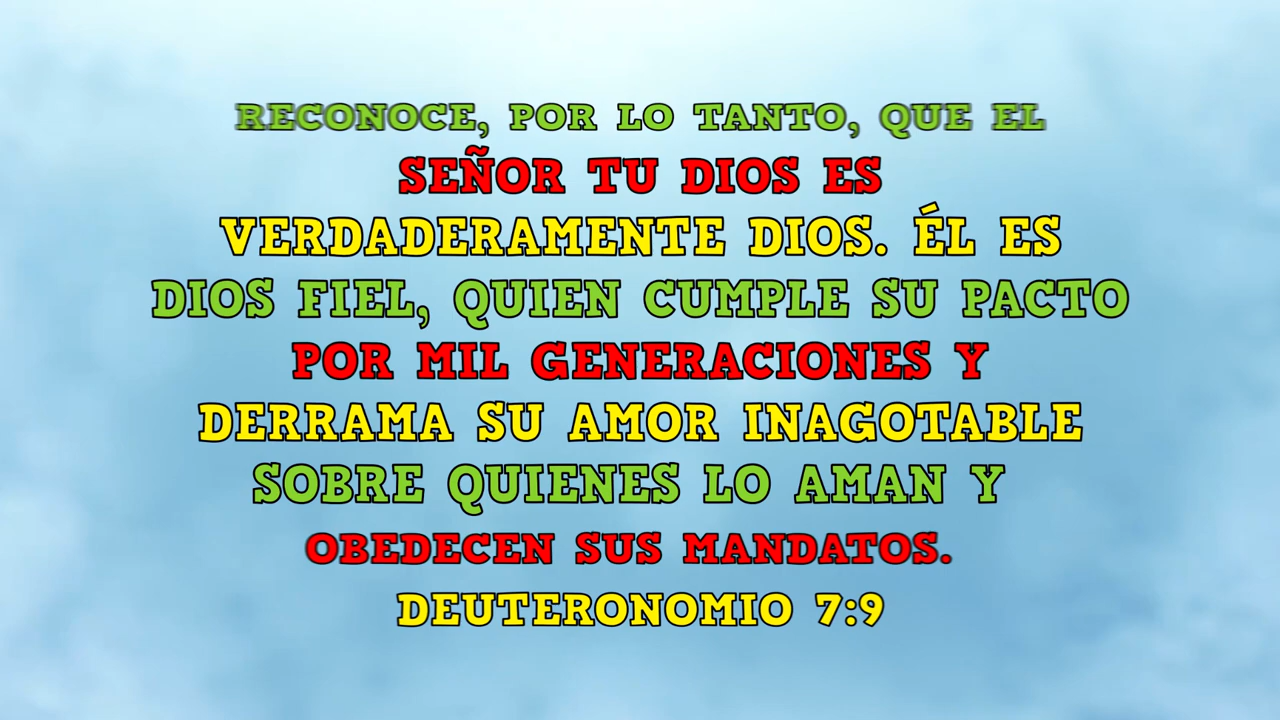 RECONOCE, POR LO TANTO, QUE EL
SEÑOR TU DIOS ES
VERDADERAMENTE DIOS. ÉL ES
DIOS FIEL, QUIEN CUMPLE SU PACTO
POR MIL GENERACIONES Y
DERRAMA SU AMOR INAGOTABLE
SOBRE QUIENES LO AMAN Y
OBEDECEN SUS MANDATOS.
DEUTERONOMIO 7:9